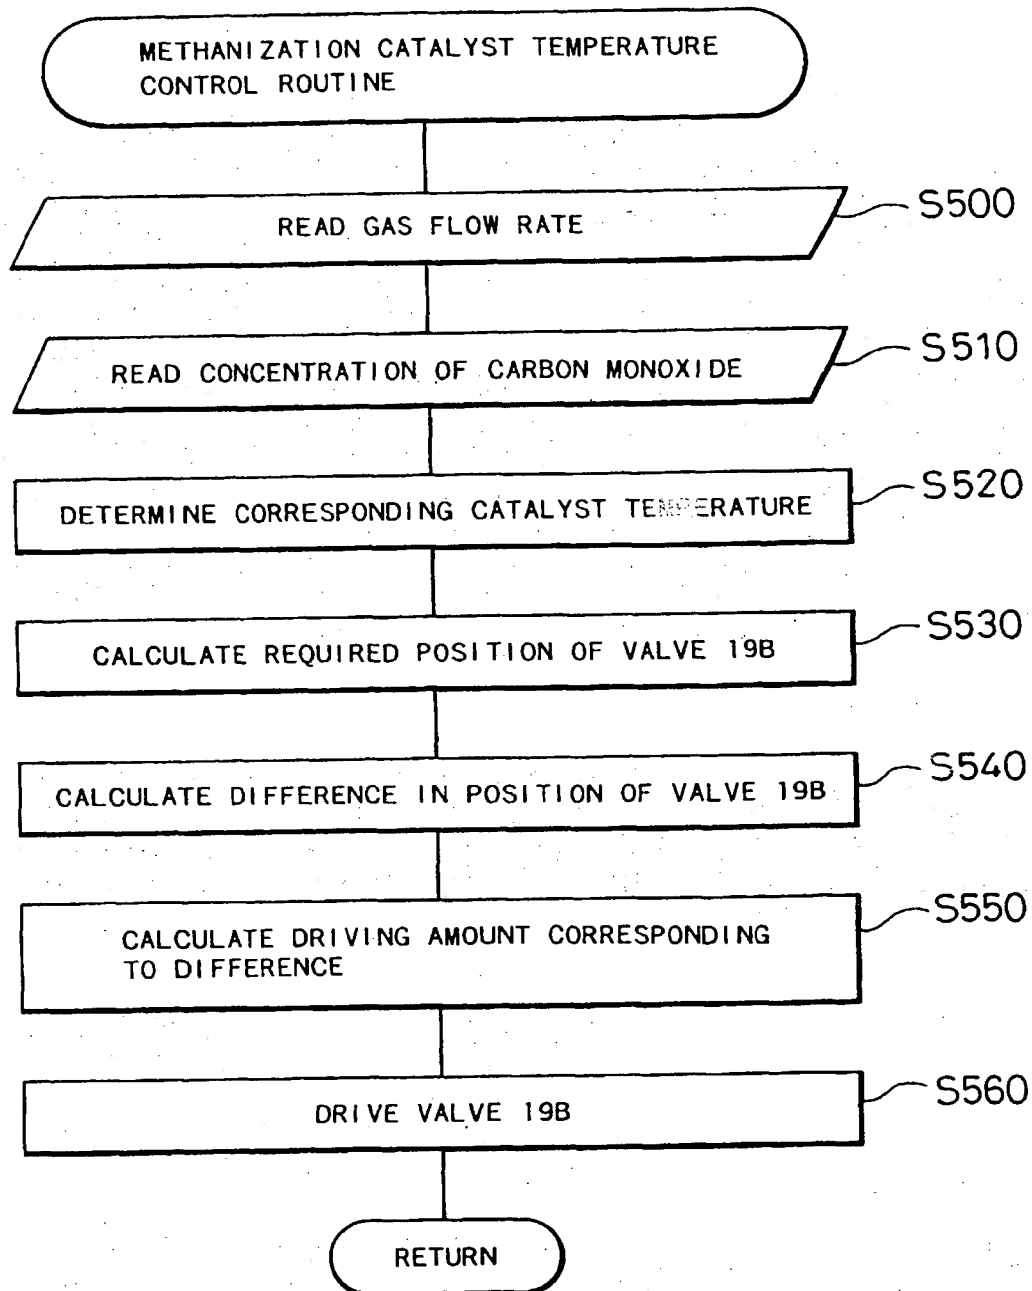 METHANIZATION CATALYST TEMPERATURE
CONTROL ROUTINE
READ GAS FLOW RATE
S500
READ CONCENTRATION OF CARBON MONOXIDE
S510
DETERMINE CORRESPONDING CATALYST TEMPERATURE
S520
CALCULATE REQUIRED POSITION OF VALVE 19B
S530
CALCULATE DIFFERENCE IN POSITION OF VALVE 19B
S540
CALCULATE DRIVING AMOUNT CORRESPONDING
TO DIFFERENCE
S550
DRIVE VALVE 19B
S560
RETURN